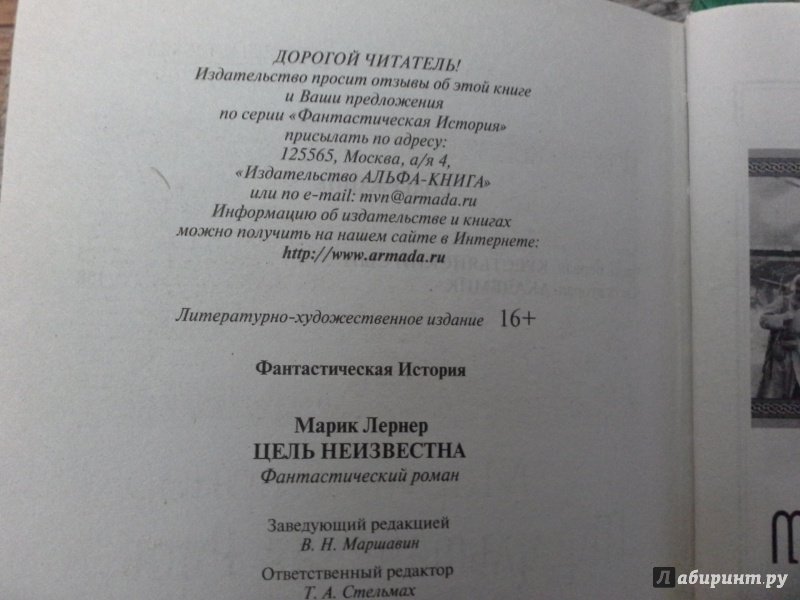 ДОРОГОЙ ЧИТАТЕЛЬ!
Издательство просит отзывы об этой книге
и Ваши предложения
по серии «Фантастическая История»
присылать по адресу:
125565, Москва, а/я 4,
«Издательство АЛЬФА-КНИГА»
или по e-mail: mvn@armada.ru
Информацию об издательстве и книгах
можно получить на нашем сайте в Интернете:
http://www.armada.ru
Литературно-художественное издание 16+
Фантастическая История
Марик Лернер
ЦЕЛЬ НЕИЗВЕСТНА
Фантастический роман
Заведующий редакцией
В. Н. Маршавин
Ответственный редактор
Т. А. Стельмах
Лабиринт.ру